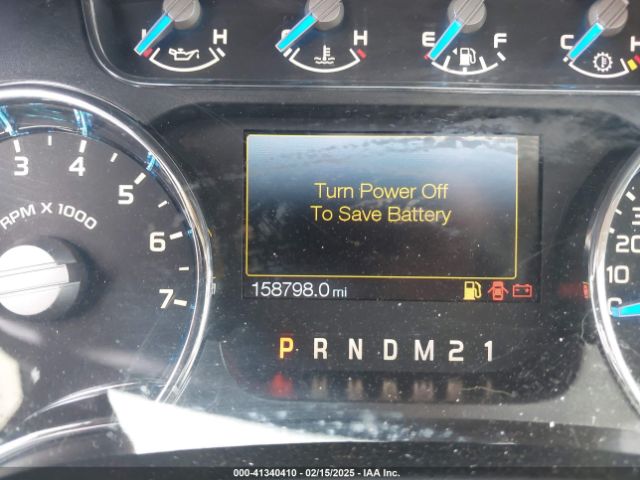 L H C H E F C H
3 4 5 6 7
RPM X 1000
Turn Power Off
To Save Battery
158798.0 mi
P R N D M 2 1
20
10
000-41340410 - 02/15/2025 - IAA Inc.